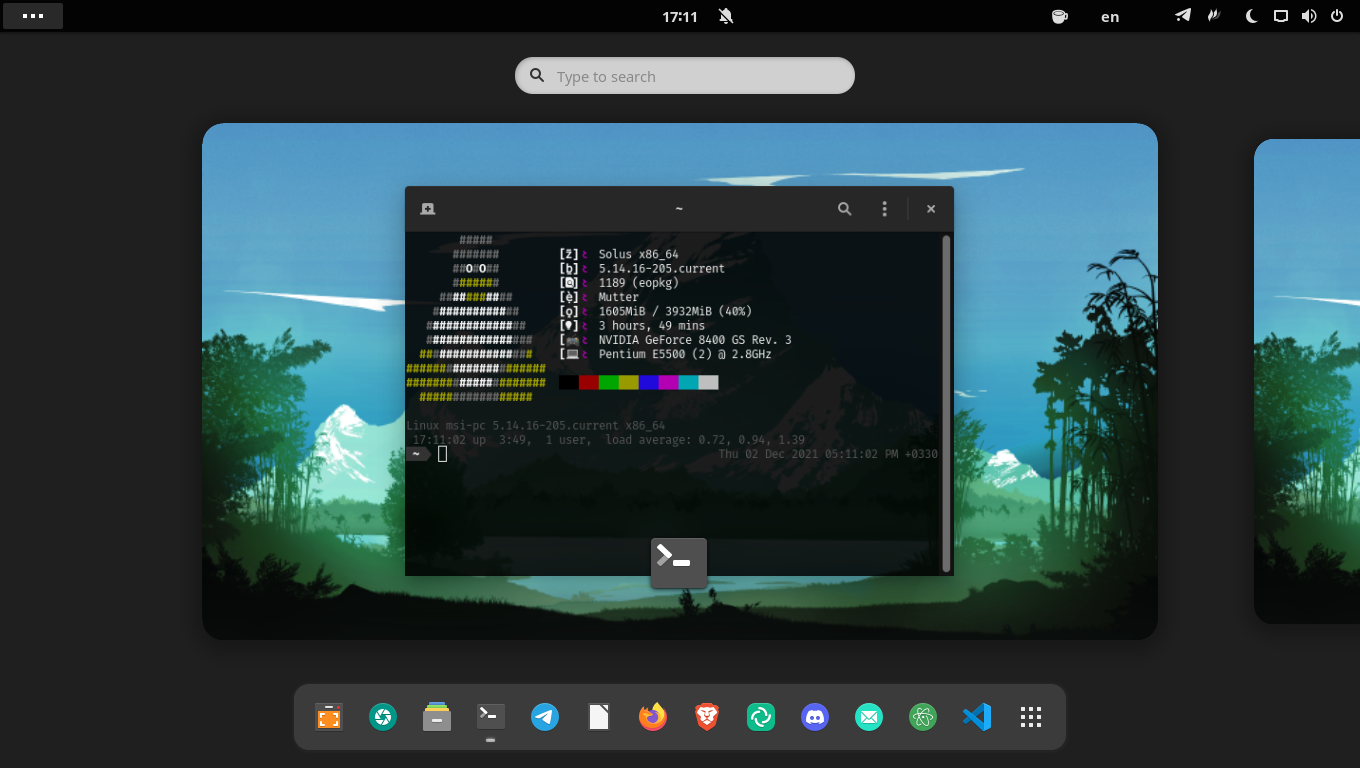 17:11
en
Type to search
~
#####
#######
##O#O##
#######
[ž] Solus x86_64
[b] 5.14.16-205.current
1189 (eopkg)
[è] Mutter
[o] 1605MiB / 3932MiB (40%)
3 hours, 49 mins
NVIDIA GeForce 8400 GS Rev. 3
Pentium E5500 (2) @ 2.8GHz
Linux msi-pc 5.14.16-205.current x86_64
17:11:02 up 3:49, 1 user, load average: 0.72, 0.94, 1.39
~ Thu 02 Dec 2021 05:11:02 PM +0330